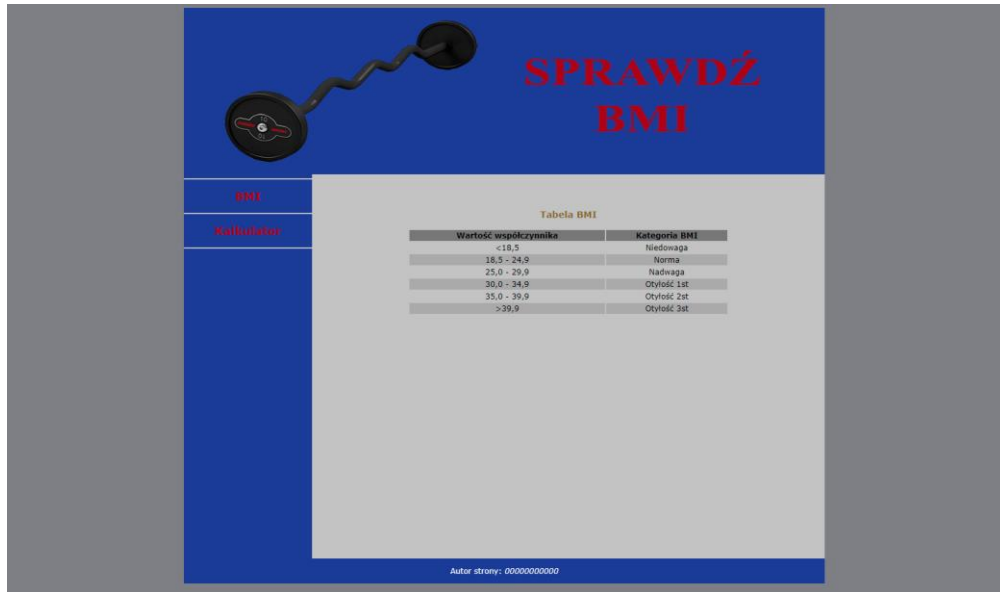 SPRAWDŹ
BMI
BMI
Kalkulator
Tabela BMI
Wartość współczynnika Kategoria BMI
<18,5 Niedowaga
18,5 - 24,9 Norma
25,0 - 29,9 Nadwaga
30,0 - 34,9 Otyłość 1st
35,0 - 39,9 Otyłość 2st
>39,9 Otyłość 3st
Autor strony: 00000000000